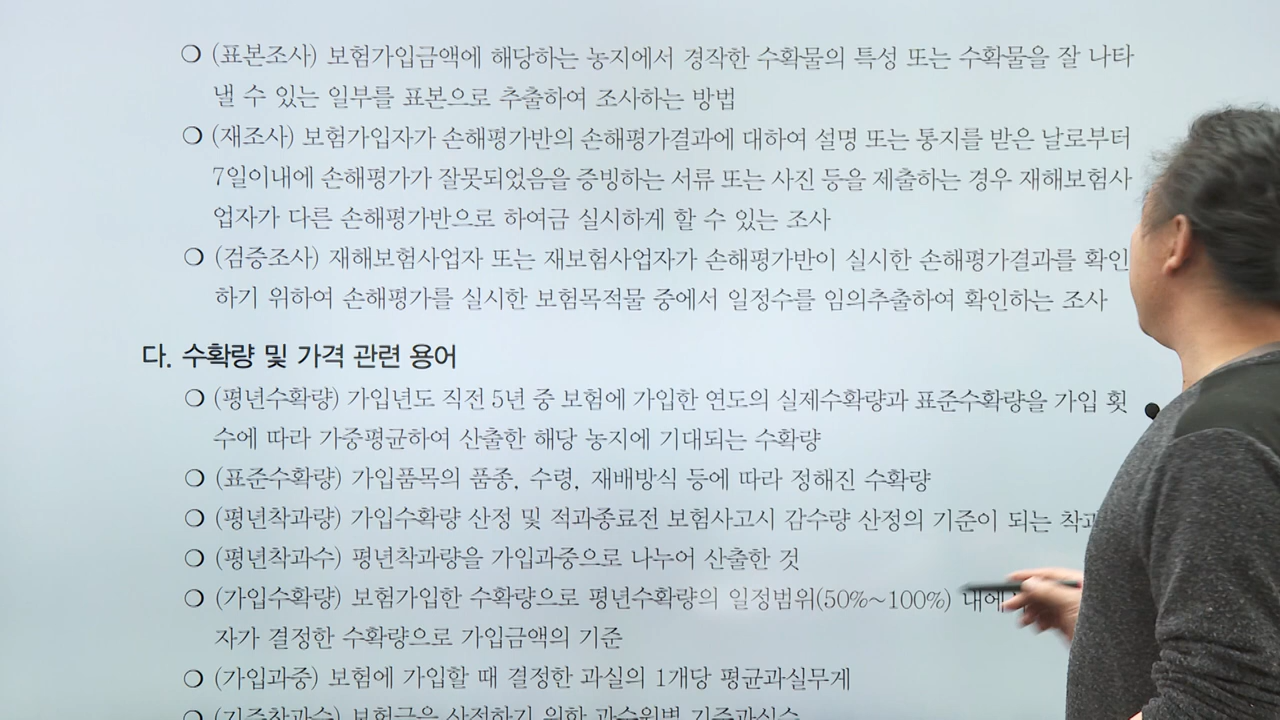 ❍ (표본조사) 보험가입금액에 해당하는 농지에서 경작한 수확물의 특성 또는 수확물을 잘 나타
낼 수 있는 일부를 표본으로 추출하여 조사하는 방법
❍ (재조사) 보험가입자가 손해평가반의 손해평가결과에 대하여 설명 또는 통지를 받은 날로부터
7일이내에 손해평가가 잘못되었음을 증빙하는 서류 또는 사진 등을 제출하는 경우 재해보험사
업자가 다른 손해평가반으로 하여금 실시하게 할 수 있는 조사
❍ (검증조사) 재해보험사업자 또는 재보험사업자가 손해평가반이 실시한 손해평가결과를 확인
하기 위하여 손해평가를 실시한 보험목적물 중에서 일정수를 임의추출하여 확인하는 조사
다. 수확량 및 가격 관련 용어
❍ (평년수확량) 가입년도 직전 5년 중 보험에 가입한 연도의 실제수확량과 표준수확량을 가입 횟
수에 따라 가중평균하여 산출한 해당 농지에 기대되는 수확량
❍ (표준수확량) 가입품목의 품종, 수령, 재배방식 등에 따라 정해진 수확량
❍ (평년착과량) 가입수확량 산정 및 적과종료전 보험사고시 감수량 산정의 기준이 되는
❍ (평년착과수) 평년착과량을 가입과중으로 나누어 산출한 것
❍ (가입수확량) 보험가입한 수확량으로 평년수확량의 일정범위(50%~100%) 내에
자가 결정한 수확량으로 가입금액의 기준
❍ (가입과중) 보험에 가입할 때 결정한 과실의 1개당 평균과실무게
❍ (기준착과수) 보험금을 산정하기 위한 과수원별 기준과실수